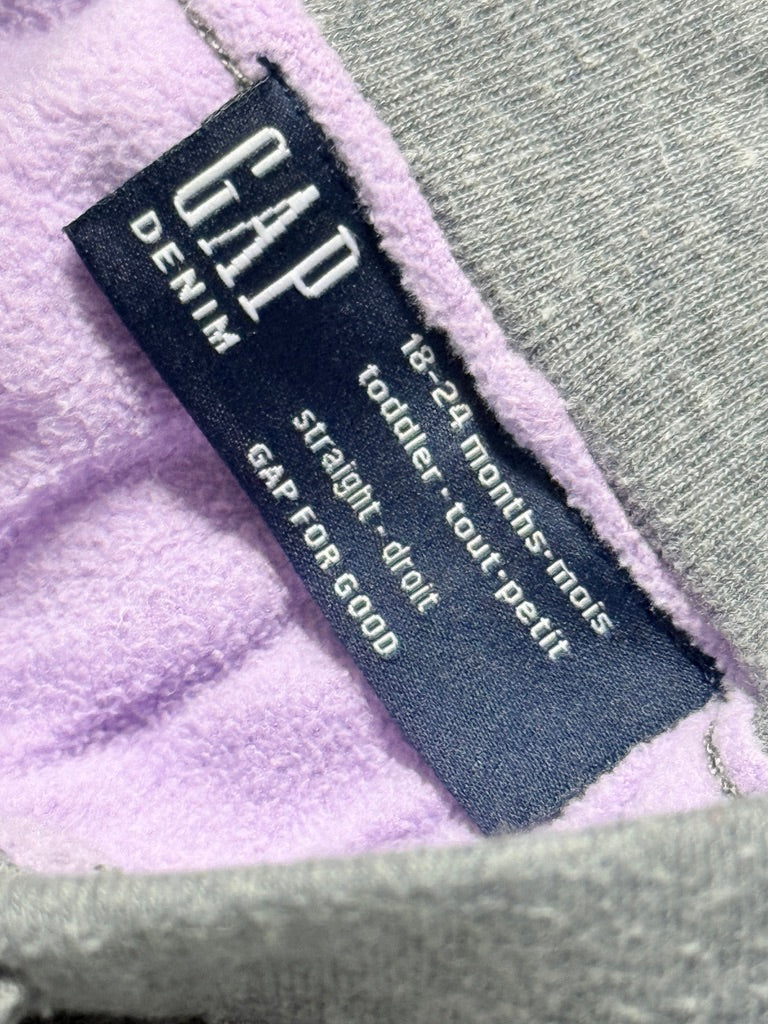 GAP
DENIM
18-24 months·mois
toddler·tout·petit
straight - droit
GAP FOR GOOD